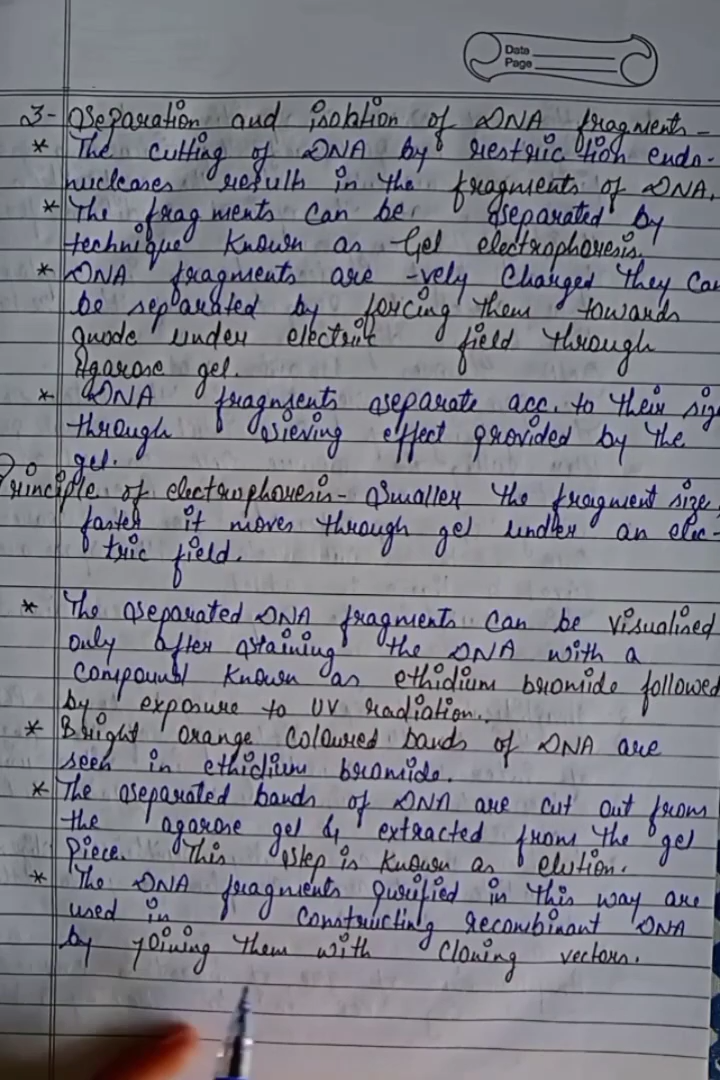 Date
Page
3- Separation and isolation of DNA fragments -
* The cutting of DNA by restric tion endo-
nucleases results in the fragments of DNA.
* The frag ments can be separated by
technique known as Gel electrophoresis.
* DNA fragments are -vely Charged they can
be separated by forcing them towards
anode under electric field through
Agarose gel.
* DNA fragments separate acc. to their size
through sieving effect provided by the
gel.
Principle of electrophoresis - Smaller the fragment size,
faster it moves through gel under an elec-
tric field.
* The separated DNA fragments can be visualised
only after staining the DNA with a
compound known as ethidium bromide followed
by exposure to UV radiation.
* Bright orange coloured bands of DNA are
seen in ethidium bromide.
* The separated bands of DNA are cut out from
the agarose gel & extracted from the gel
piece. This step is known as elution.
* The DNA fragments purified in this way are
used in constructing recombinant DNA
by joining them with cloning vectors.